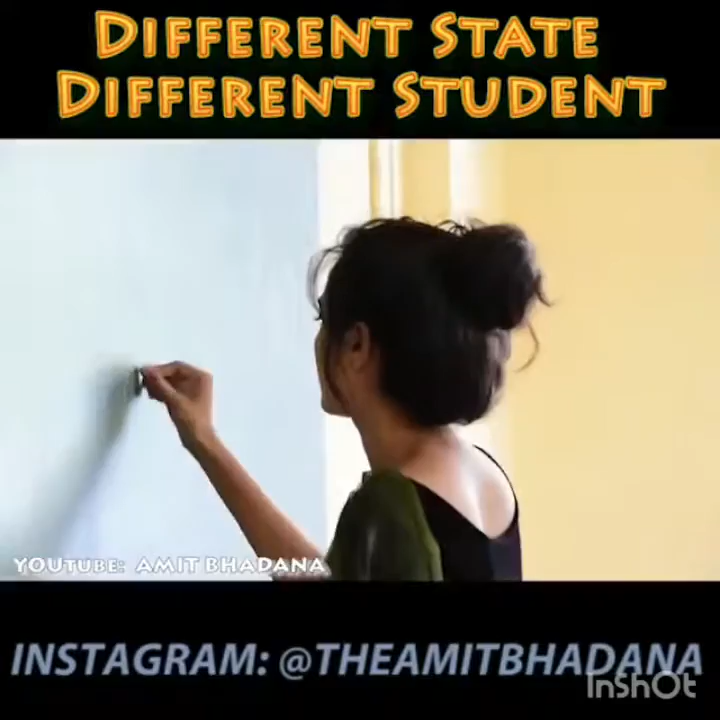 DIFFERENT STATE
DIFFERENT STUDENT
YOUTUBE: AMIT BHADANA
INSTAGRAM: @THEAMITBHADANA
InShOt